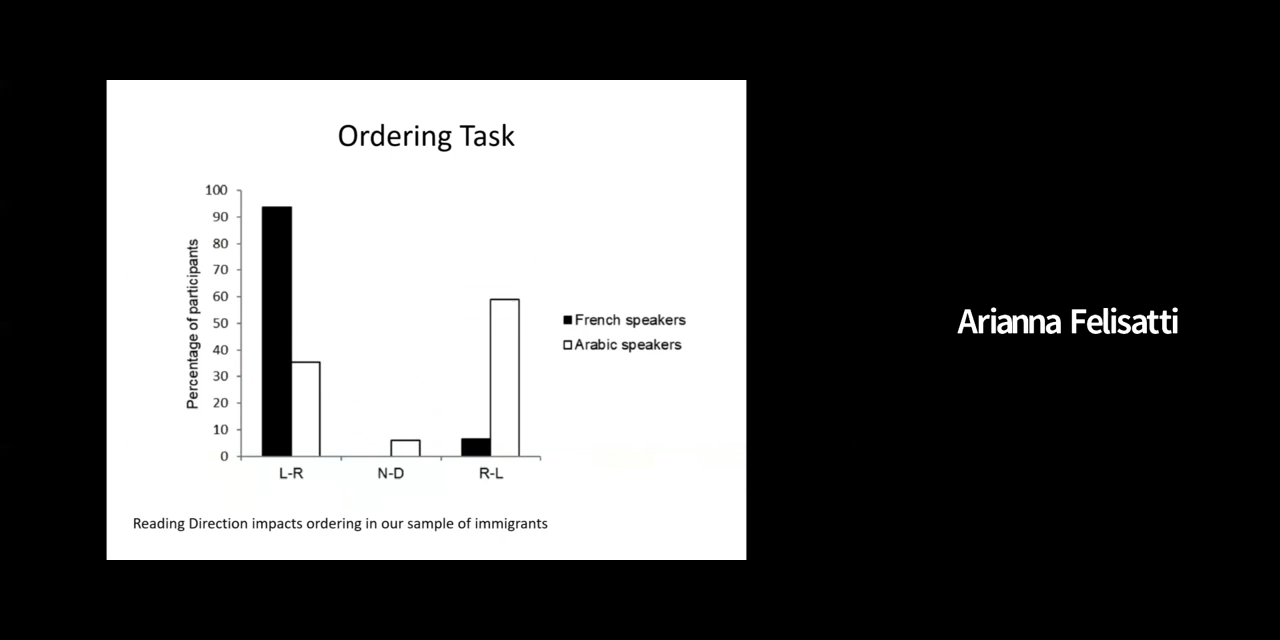 Ordering Task
100
90
80
70
60
50
40
30
20
10
0
Percentage of participants
L-R
N-D
R-L
French speakers
Arabic speakers
Reading Direction impacts ordering in our sample of immigrants
Arianna Felisatti